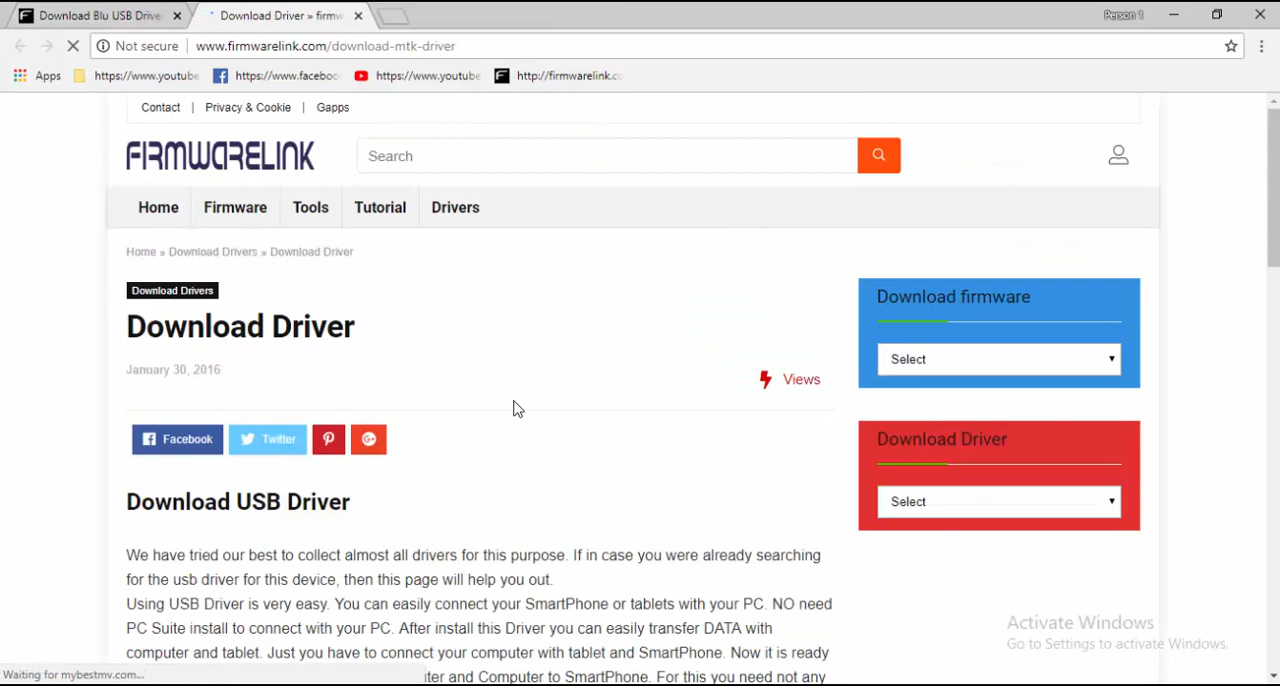 Download Blu USB Drive
Download Driver » firmw
Person 1
Not secure
www.firmwarelink.com/download-mtk-driver
Apps
https://www.youtube
https://www.faceboo
https://www.youtube
http://firmwarelink.co
Contact | Privacy & Cookie | Gapps
FIRMWARELINK
Search
Home Firmware Tools Tutorial Drivers
Home » Download Drivers » Download Driver
Download Drivers
Download Driver
January 30, 2016
Views
Facebook
Twitter
Download USB Driver
We have tried our best to collect almost all drivers for this purpose. If in case you were already searching
for the usb driver for this device, then this page will help you out.
Using USB Driver is very easy. You can easily connect your SmartPhone or tablets with your PC. NO need
PC Suite install to connect with your PC. After install this Driver you can easily transfer DATA with
computer and tablet. Just you have to connect your computer with tablet and SmartPhone. Now it is ready
ter and Computer to SmartPhone. For this you need not any
Download firmware
Select
Download Driver
Select
Activate Windows
Go to Settings to activate Windows.
Waiting for mybestmv.com...